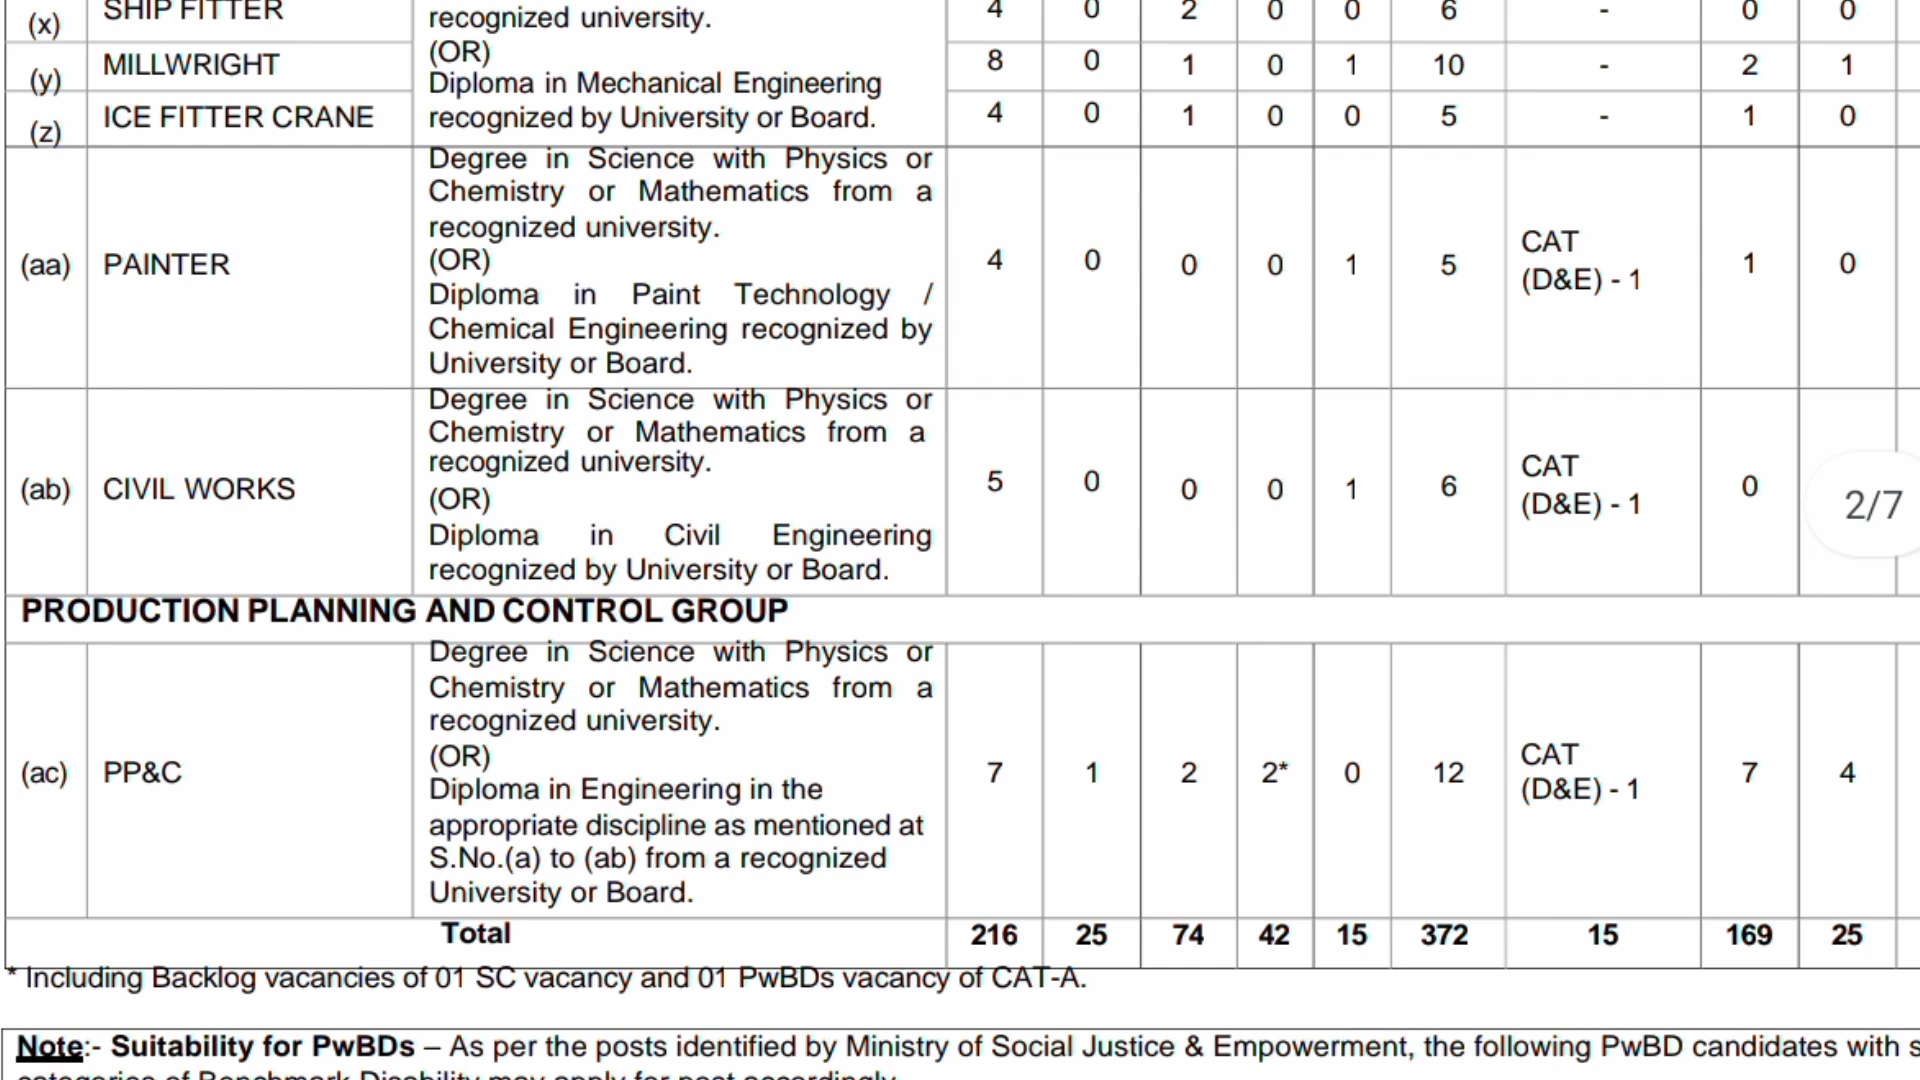 (x) SHIP FITTER recognized university. 4 0 2 0 0 6 - 0 0
(OR)
(y) MILLWRIGHT 8 0 1 0 1 10 - 2 1
Diploma in Mechanical Engineering
(z) ICE FITTER CRANE recognized by University or Board. 4 0 1 0 0 5 - 1 0
Degree in Science with Physics or
Chemistry or Mathematics from a
recognized university.
(OR)
(aa) PAINTER 4 0 0 0 1 5 CAT (D&E) - 1 1 0
Diploma in Paint Technology /
Chemical Engineering recognized by
University or Board.
Degree in Science with Physics or
Chemistry or Mathematics from a
recognized university.
(OR)
(ab) CIVIL WORKS 5 0 0 0 1 6 CAT (D&E) - 1 0 2/7
Diploma in Civil Engineering
recognized by University or Board.
PRODUCTION PLANNING AND CONTROL GROUP
Degree in Science with Physics or
Chemistry or Mathematics from a
recognized university.
(OR)
(ac) PP&C 7 1 2 2* 0 12 CAT (D&E) - 1 7 4
Diploma in Engineering in the
appropriate discipline as mentioned at
S.No.(a) to (ab) from a recognized
University or Board.
Total 216 25 74 42 15 372 15 169 25
* Including Backlog vacancies of 01 SC vacancy and 01 PwBDs vacancy of CAT-A.
Note:- Suitability for PwBDs – As per the posts identified by Ministry of Social Justice & Empowerment, the following PwBD candidates with s
categories of Benchmark Disability may apply for post accordingly.